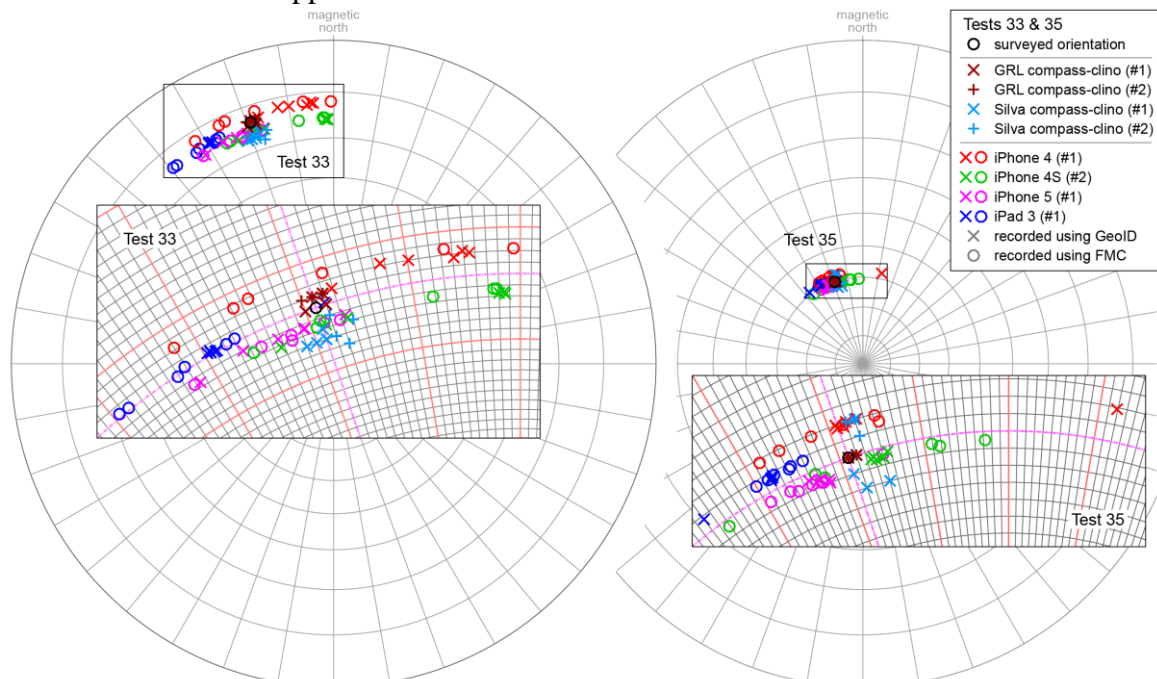 magnetic
north
Test 33
Test 33
magnetic
north
Test 35
Test 35
Tests 33 & 35
surveyed orientation
GRL compass-clino (#1)
GRL compass-clino (#2)
Silva compass-clino (#1)
Silva compass-clino (#2)
iPhone 4 (#1)
iPhone 4S (#2)
iPhone 5 (#1)
iPad 3 (#1)
recorded using GeoID
recorded using FMC